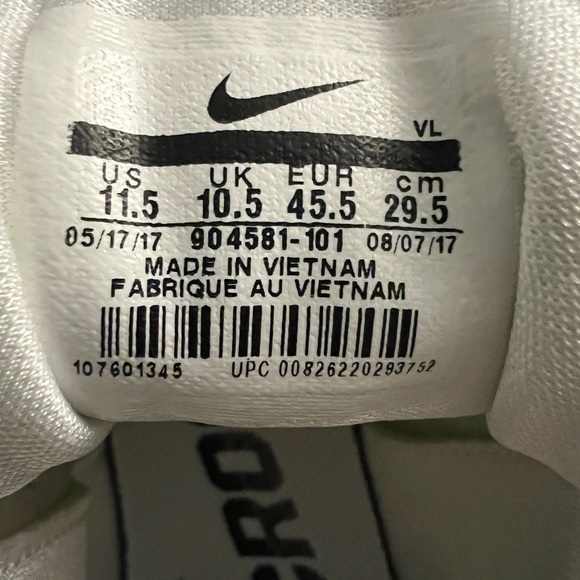 VL
US UK EUR cm
11.5 10.5 45.5 29.5
05/17/17 904581-101 08/07/17
MADE IN VIETNAM
FABRIQUE AU VIETNAM
107601345 UPC 00826220293752
CRO